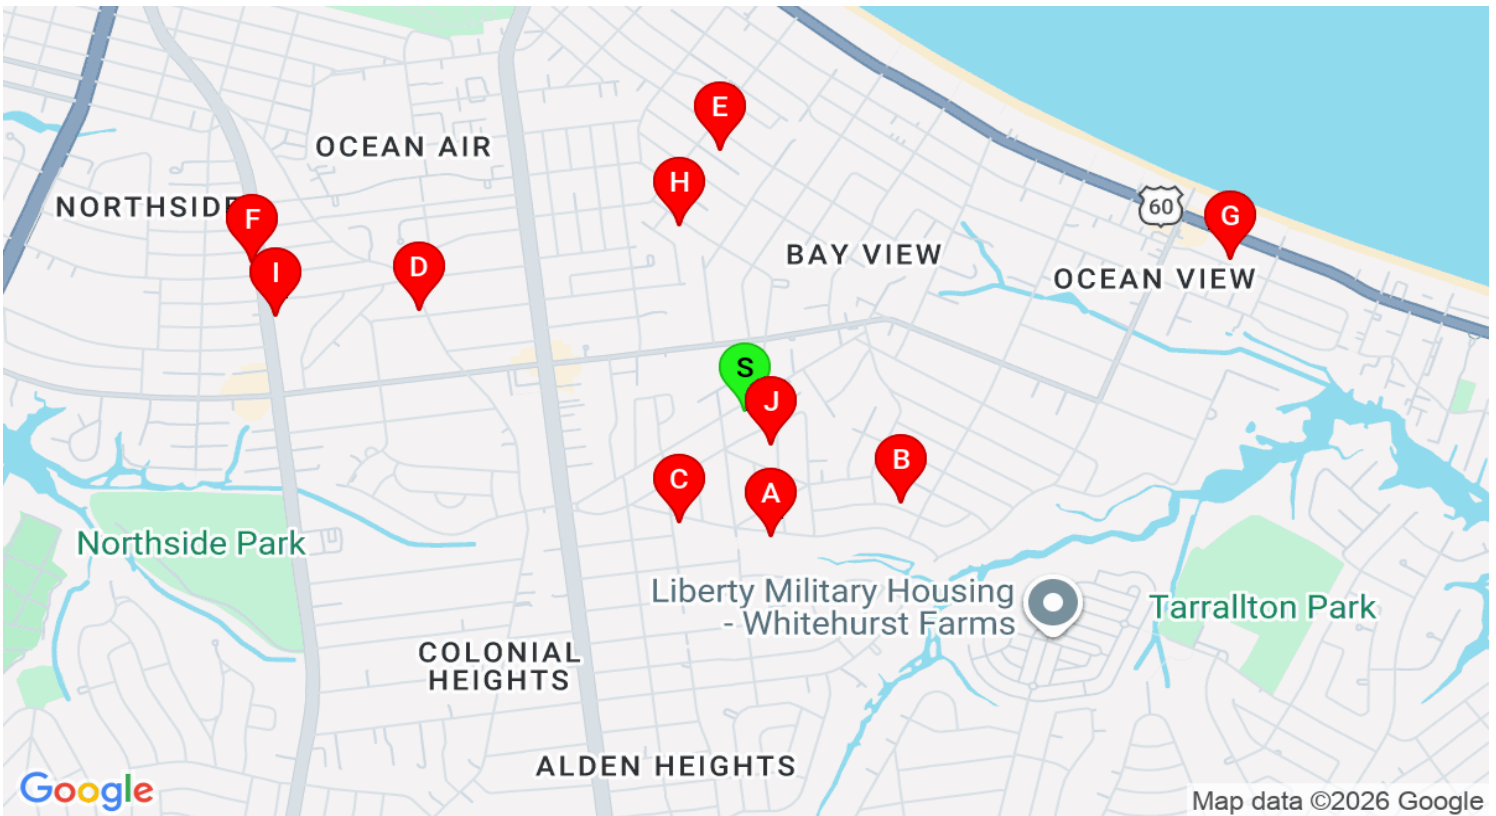 E
OCEAN AIR
H
NORTHSIDE
F
60
G
BAY VIEW
D
I
OCEAN VIEW
S
J
B
C
A
Northside Park
Liberty Military Housing
- Whitehurst Farms
Tarrallton Park
COLONIAL
HEIGHTS
ALDEN HEIGHTS
Google
Map data ©2026 Google